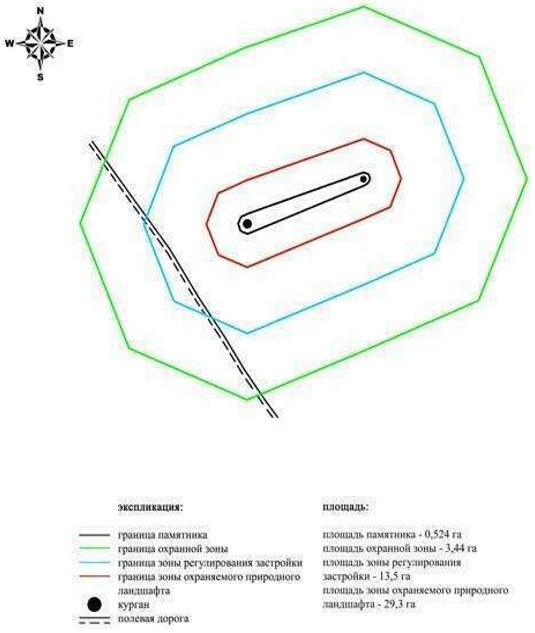 N
W E
S
экспликация:
граница памятника
граница охранной зоны
граница зоны регулирования застройки
граница зоны охраняемого природного
ландшафта
курган
полевая дорога
площадь:
площадь памятника - 0,524 га
площадь охранной зоны - 3,44 га
площадь зоны регулирования
застройки - 13,5 га
площадь зоны охраняемого природного
ландшафта - 29,3 га